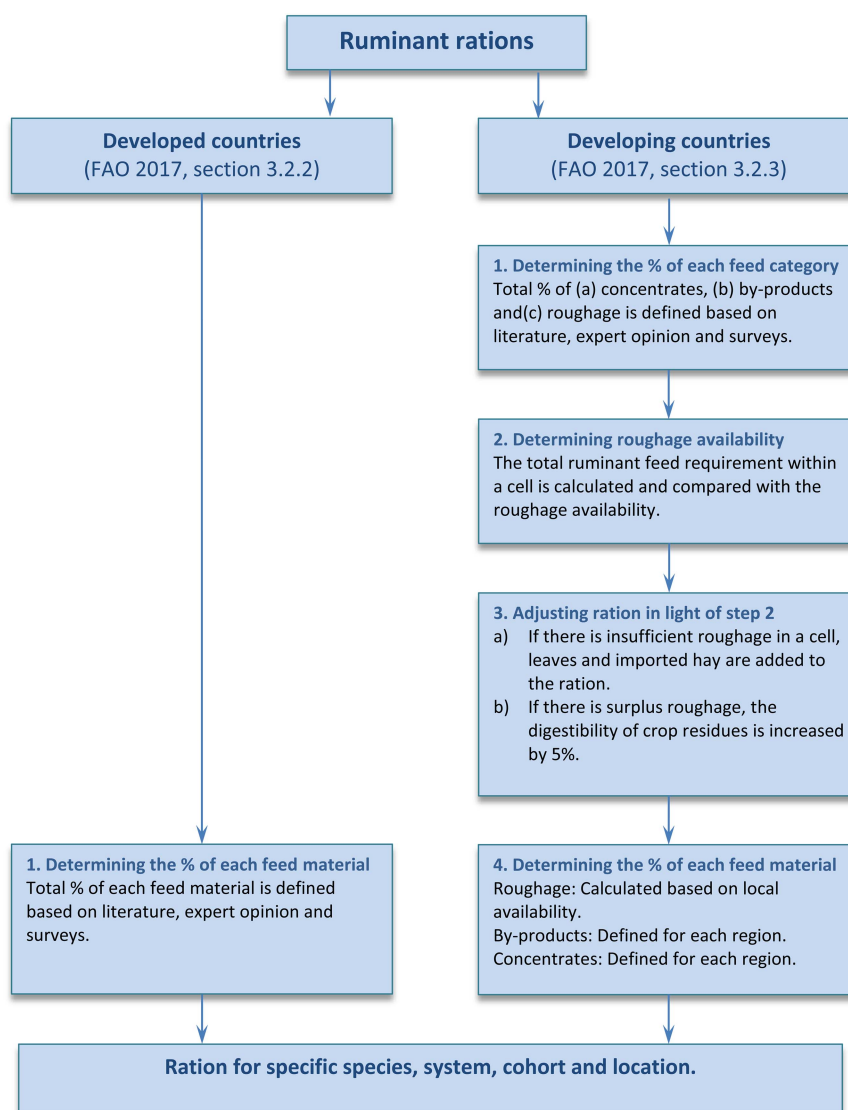 Ruminant rations
Developed countries
(FAO 2017, section 3.2.2)
Developing countries
(FAO 2017, section 3.2.3)
1. Determining the % of each feed category
Total % of (a) concentrates, (b) by-products
and(c) roughage is defined based on
literature, expert opinion and surveys.
2. Determining roughage availability
The total ruminant feed requirement within
a cell is calculated and compared with the
roughage availability.
3. Adjusting ration in light of step 2
a) If there is insufficient roughage in a cell,
leaves and imported hay are added to
the ration.
b) If there is surplus roughage, the
digestibility of crop residues is increased
by 5%.
1. Determining the % of each feed material
Total % of each feed material is defined
based on literature, expert opinion and
surveys.
4. Determining the % of each feed material
Roughage: Calculated based on local
availability.
By-products: Defined for each region.
Concentrates: Defined for each region.
Ration for specific species, system, cohort and location.